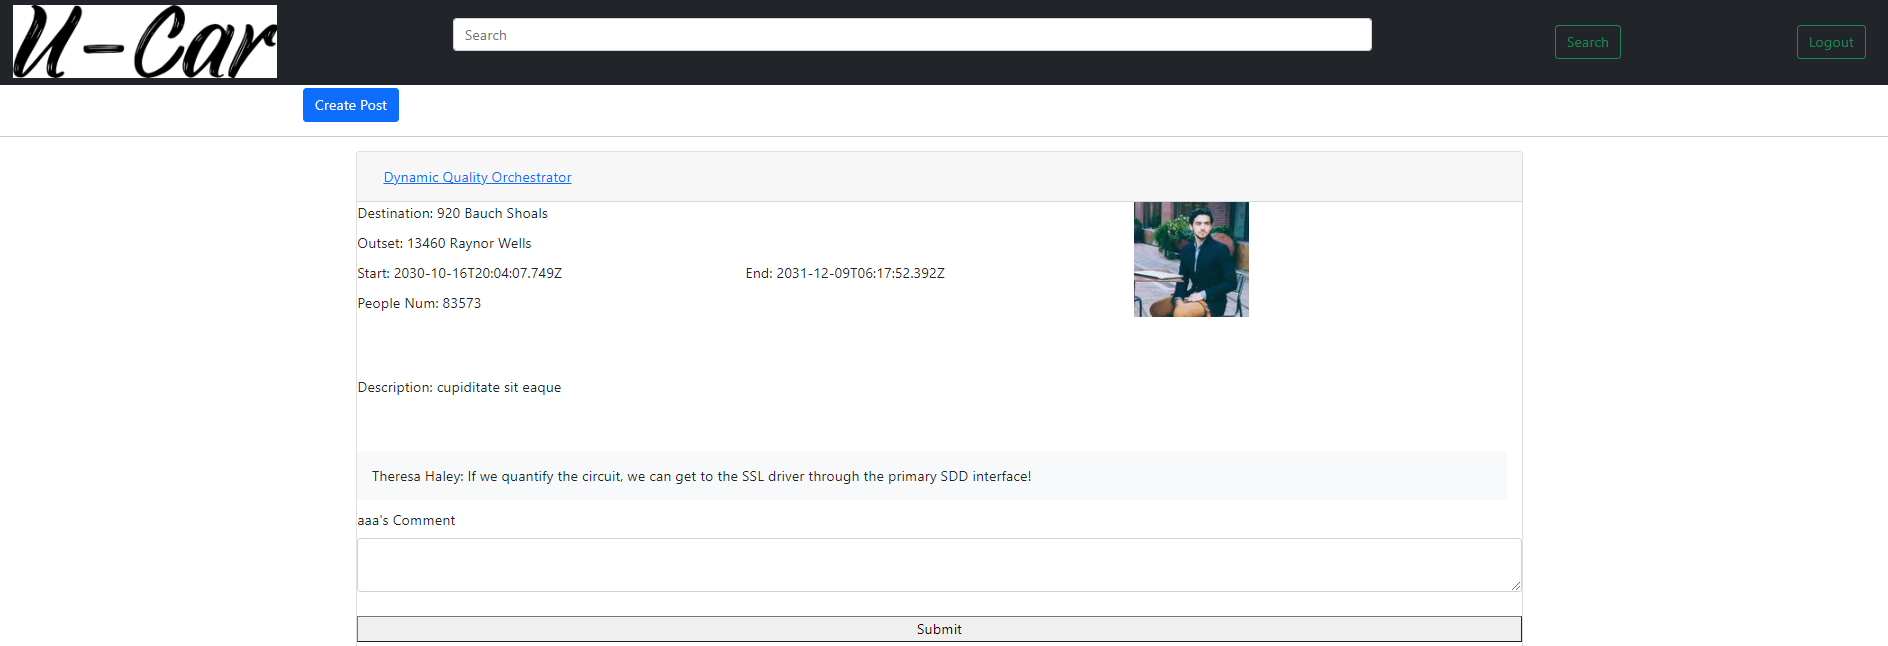 U-Car
Search
Search
Logout
Create Post
Dynamic Quality Orchestrator
Destination: 920 Bauch Shoals
Outset: 13460 Raynor Wells
Start: 2030-10-16T20:04:07.749Z
End: 2031-12-09T06:17:52.392Z
People Num: 83573
Description: cupiditate sit eaque
Theresa Haley: If we quantify the circuit, we can get to the SSL driver through the primary SDD interface!
aaa's Comment
Submit